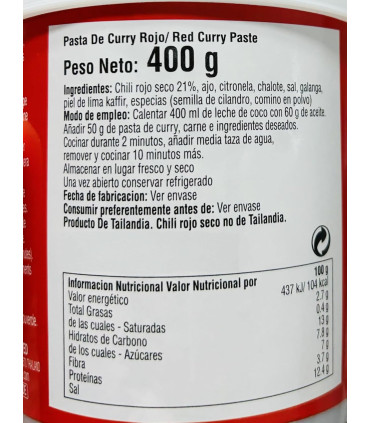 Pasta De Curry Rojo/ Red Curry Paste
Peso Neto: 400 g
Ingredientes: Chili rojo seco 21%, ajo, citronela, chalote, sal, galanga,
piel de lima kaffir, especias (semilla de cilandro, comino en polvo)
Modo de empleo: Calentar 400 ml de leche de coco con 60 g de aceite.
Añadir 50 g de pasta de curry, carne e ingredientes deseados.
Cocinar durante 2 minutos, añadir media taza de agua,
remover y cocinar 10 minutos más.
Almacenar en lugar fresco y seco
Una vez abierto conservar refrigerado
Fecha de fabricacion: Ver envase
Consumir preferentemente antes de: Ver envase
Producto De Tailandia. Chili rojo seco no de Tailandia.
Informacion Nutricional Valor Nutricional por 100 g
Valor energético 437 kJ/ 104 kcal
Total Grasas 2.7 g
de las cuales - Saturadas 0.4 g
Hidratos de Carbono 13 g
de los cuales - Azúcares 7.8 g
Fibra 7 g
Proteínas 3.7 g
Sal 12.4 g